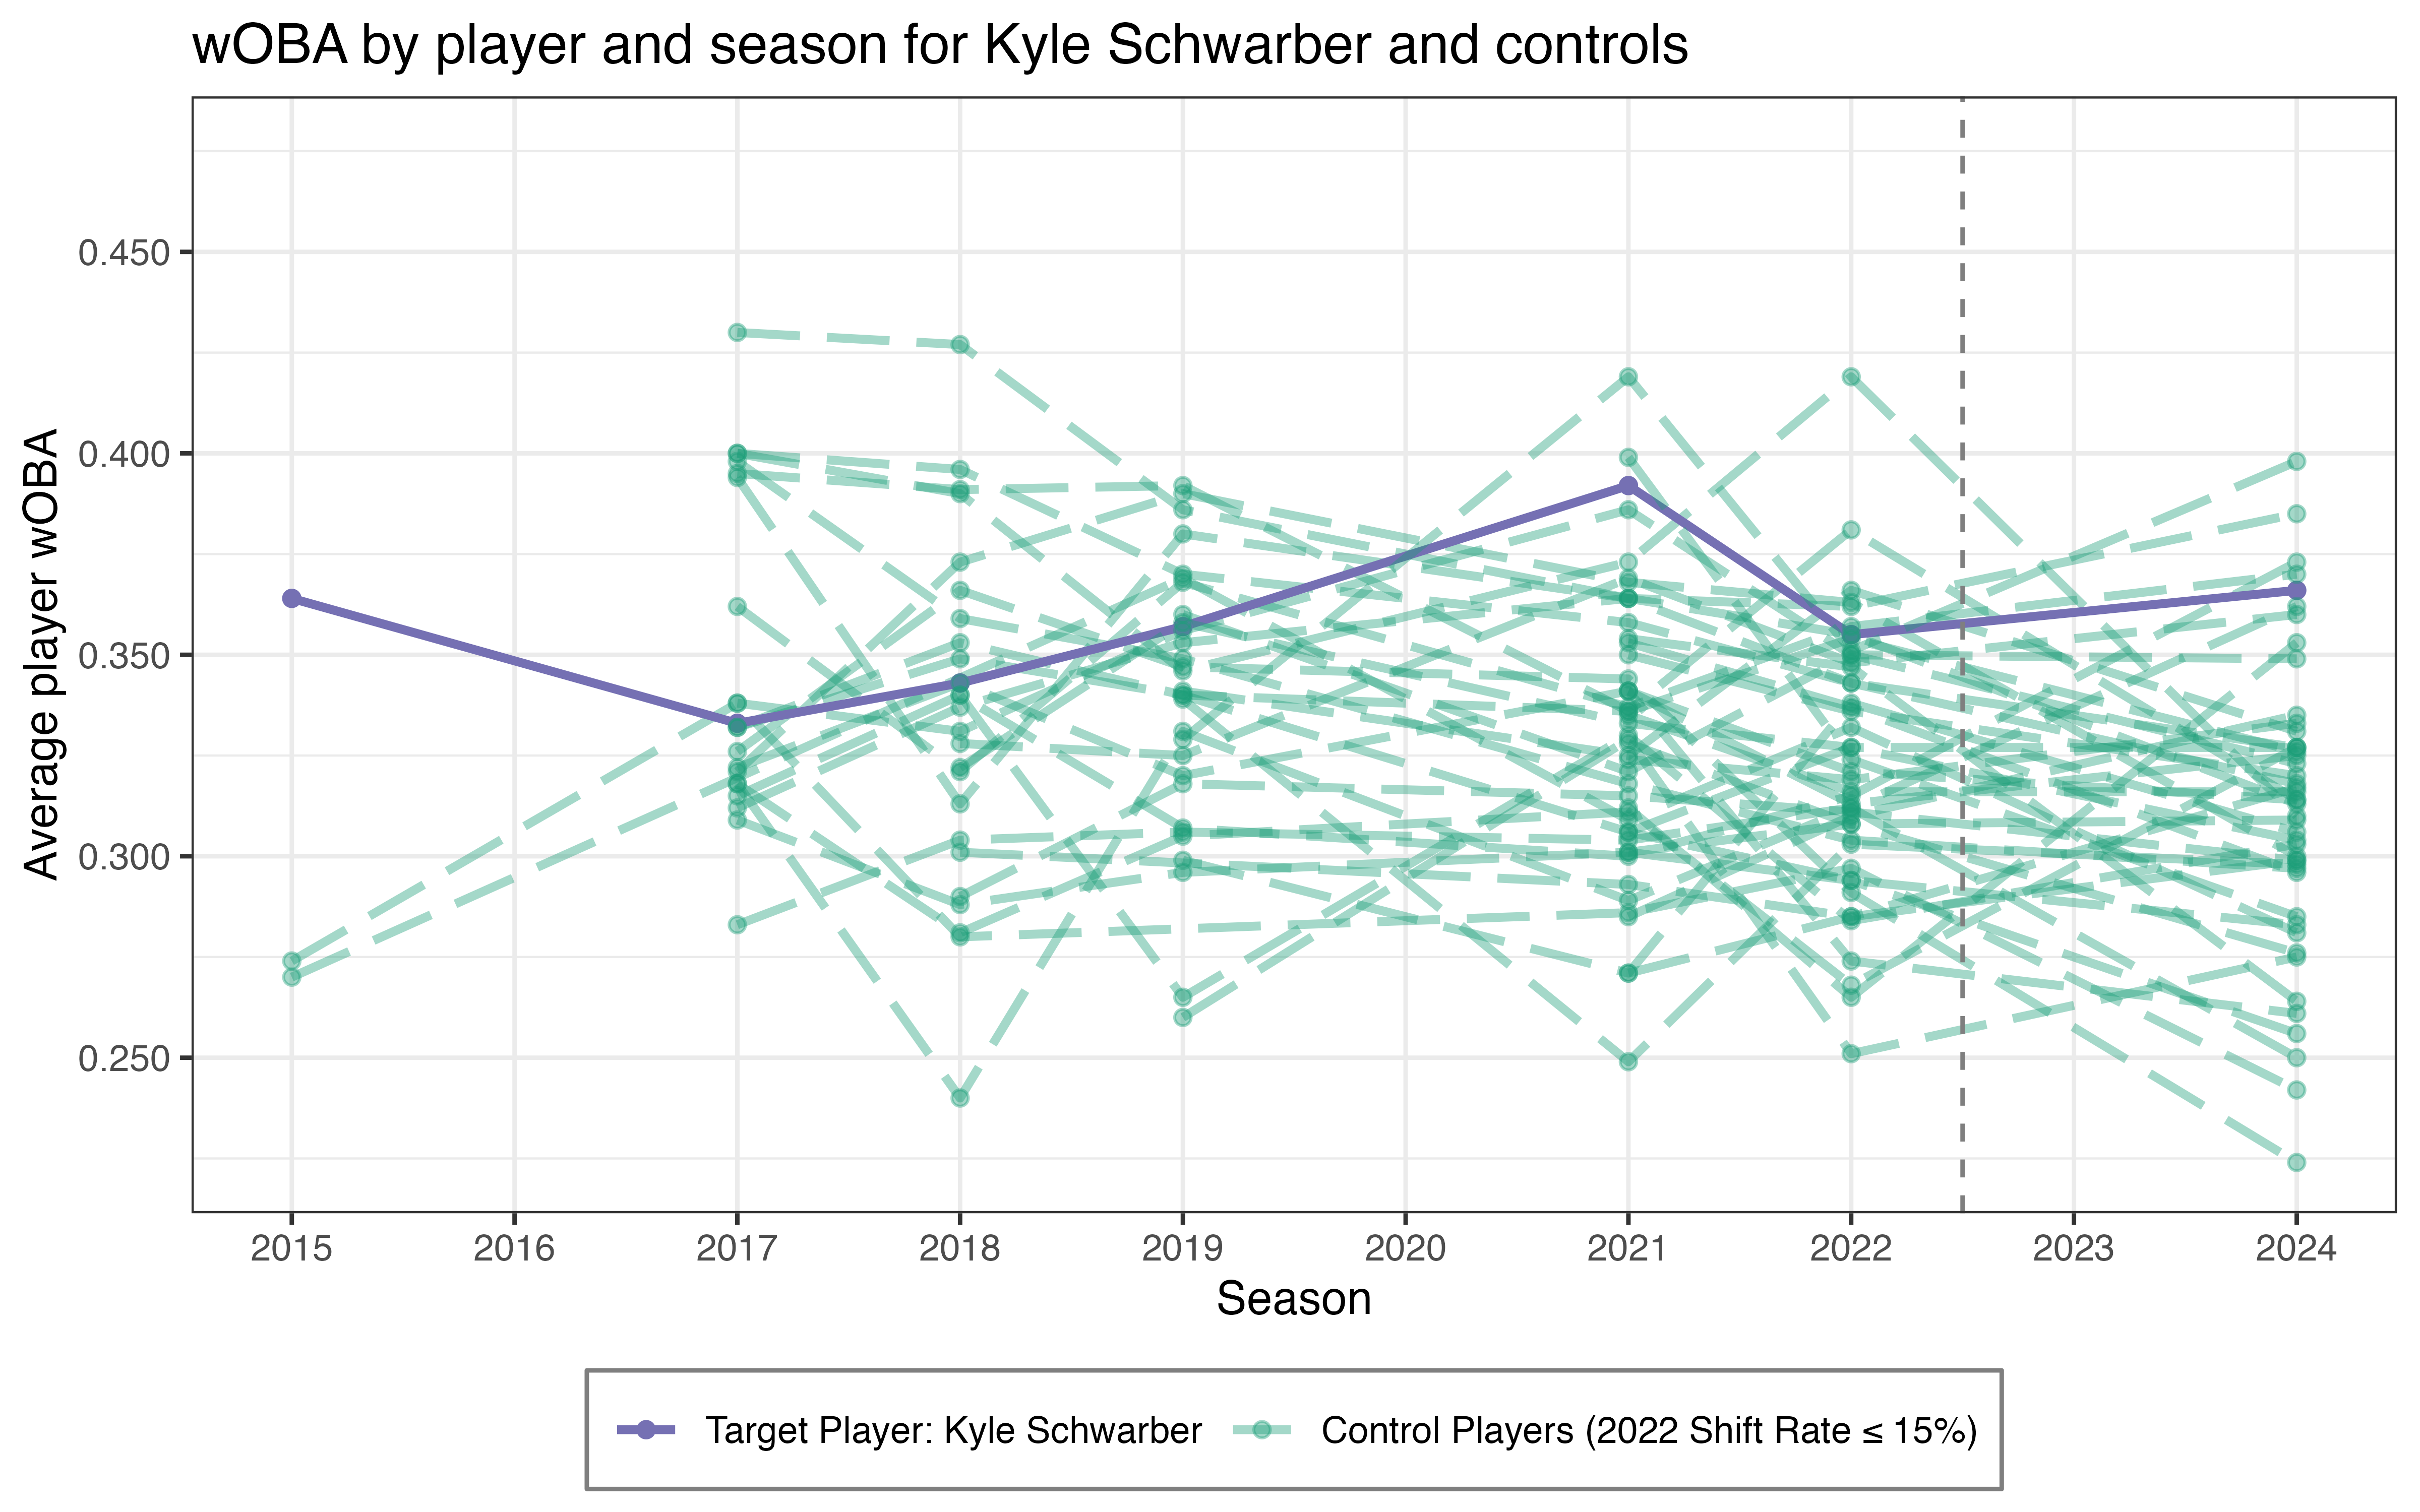 wOBA by player and season for Kyle Schwarber and controls
Average player wOBA
0.450
0.400
0.350
0.300
0.250
2015 2016 2017 2018 2019 2020 2021 2022 2023 2024
Season
Target Player: Kyle Schwarber Control Players (2022 Shift Rate ≤ 15%)